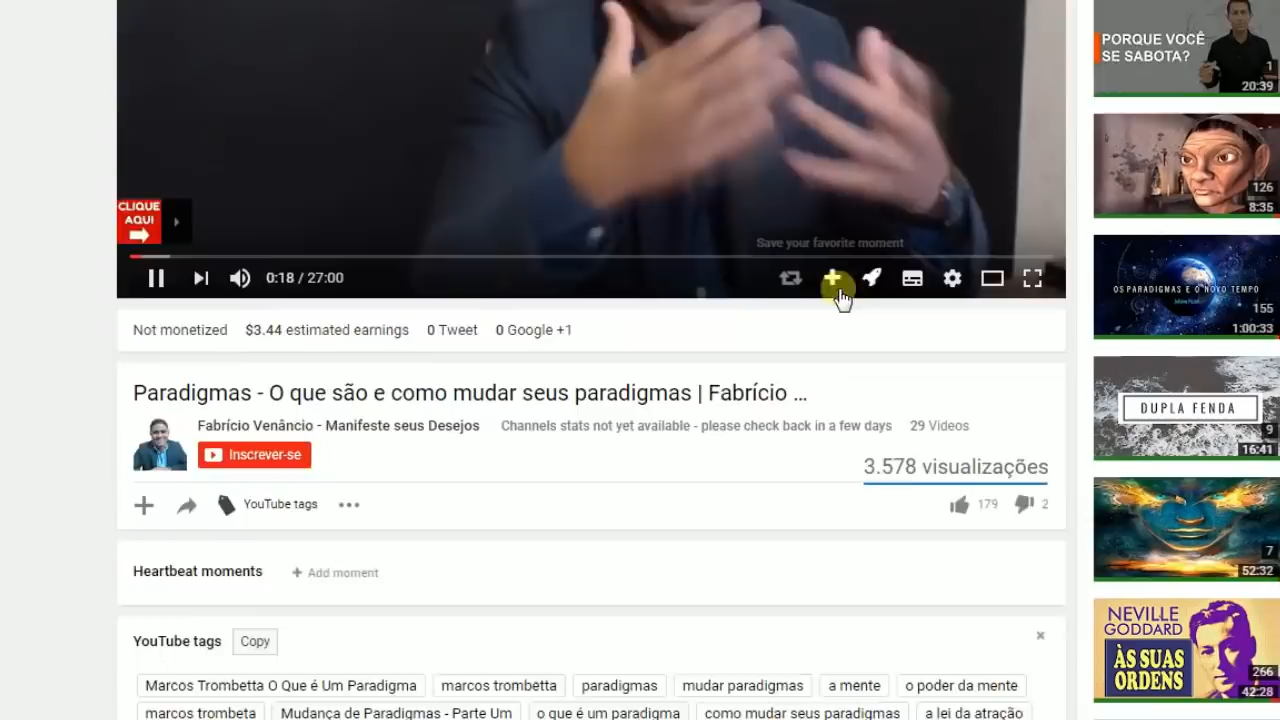 PORQUE VOCÊ
SE SABOTA?
1
20:39
126
8:35
OS PARADIGMAS E O NOVO TEMPO
155
1:00:33
DUPLA FENDA
9
16:41
7
52:32
NEVILLE
GODDARD
ÀS SUAS
ORDENS
266
42:28
CLIQUE
AQUI
Save your favorite moment
0:18 / 27:00
Not monetized $3.44 estimated earnings 0 Tweet 0 Google +1
Paradigmas - O que são e como mudar seus paradigmas | Fabrício ...
Fabrício Venâncio - Manifeste seus Desejos Channels stats not yet available - please check back in a few days 29 Videos
Inscrever-se
3.578 visualizações
YouTube tags
179 2
Heartbeat moments + Add moment
YouTube tags Copy ×
Marcos Trombetta O Que é Um Paradigma marcos trombetta paradigmas mudar paradigmas a mente o poder da mente
marcos trombeta Mudança de Paradigmas - Parte Um o que é um paradigma como mudar seus paradigmas a lei da atração